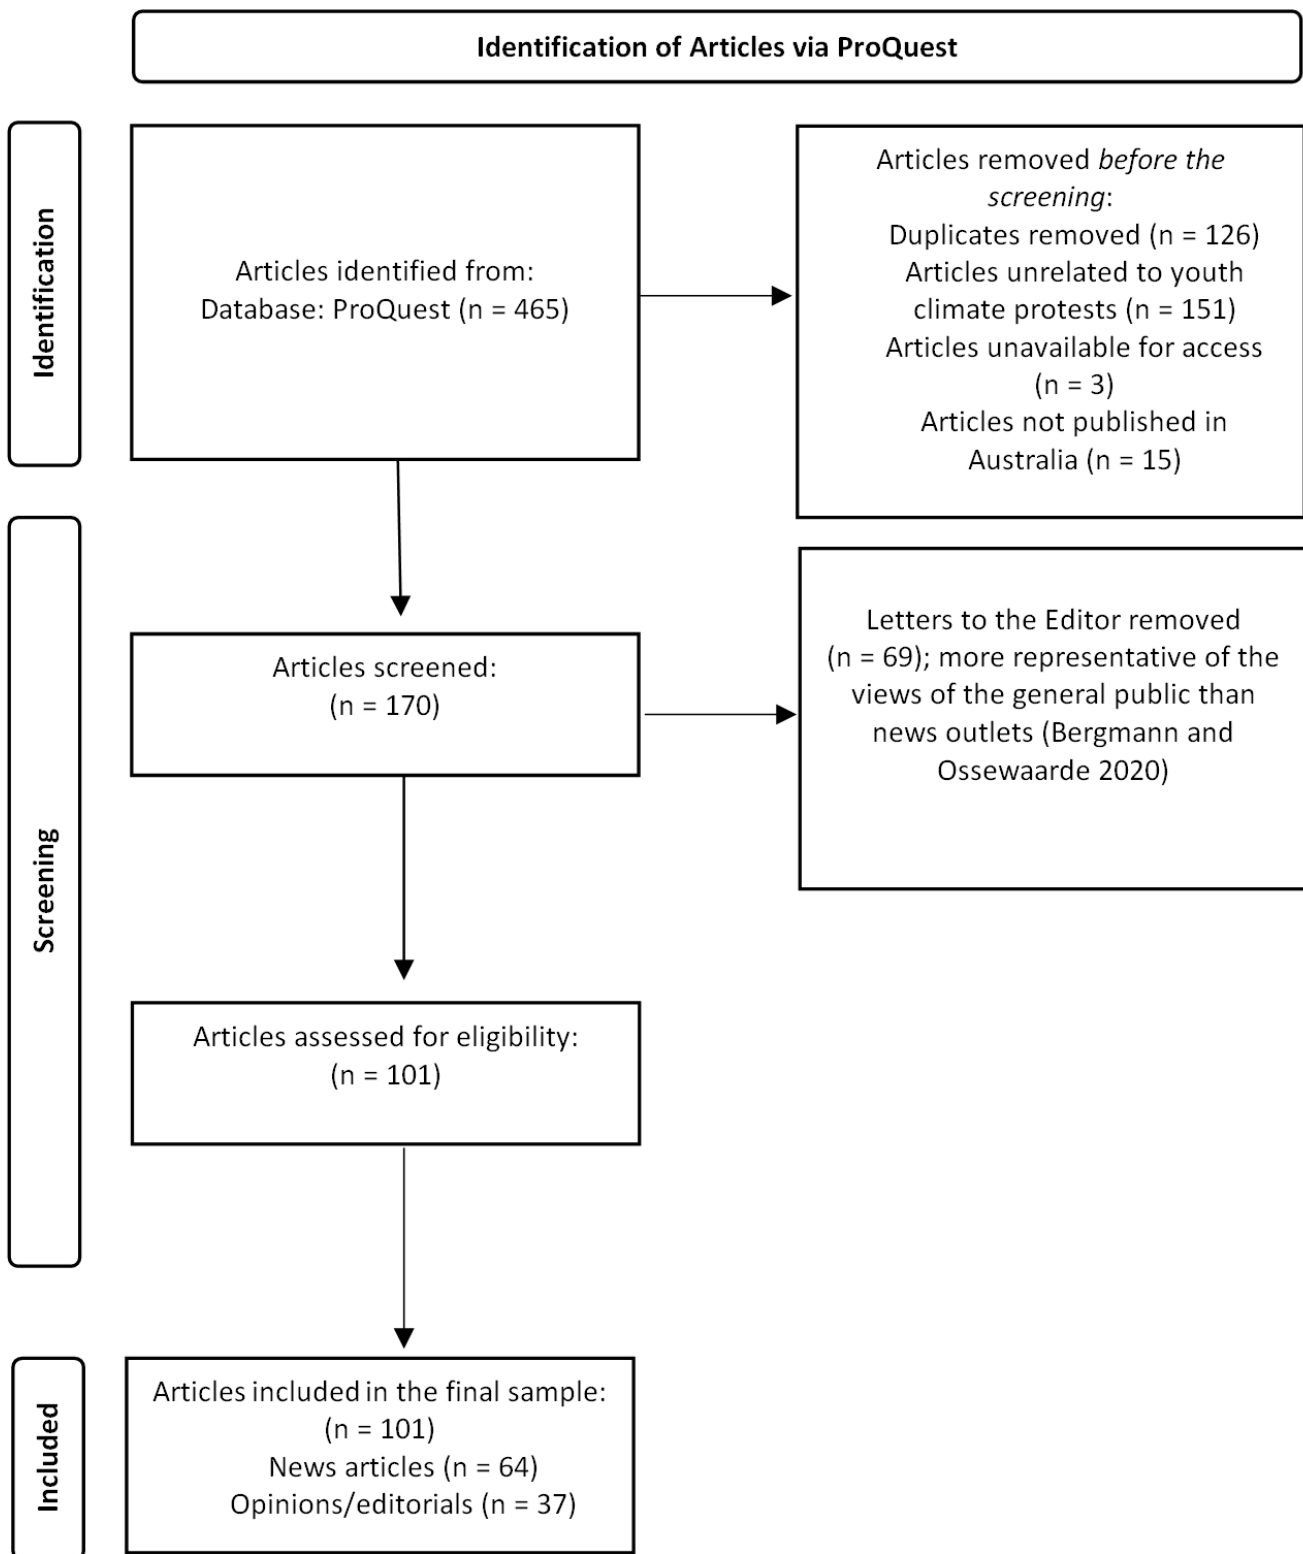 Identification of Articles via ProQuest
Identification
Articles identified from:
Database: ProQuest (n = 465)
Articles removed before the
screening:
Duplicates removed (n = 126)
Articles unrelated to youth
climate protests (n = 151)
Articles unavailable for access
(n = 3)
Articles not published in
Australia (n = 15)
Screening
Articles screened:
(n = 170)
Letters to the Editor removed
(n = 69); more representative of the
views of the general public than
news outlets (Bergmann and
Ossewaarde 2020)
Articles assessed for eligibility:
(n = 101)
Included
Articles included in the final sample:
(n = 101)
News articles (n = 64)
Opinions/editorials (n = 37)